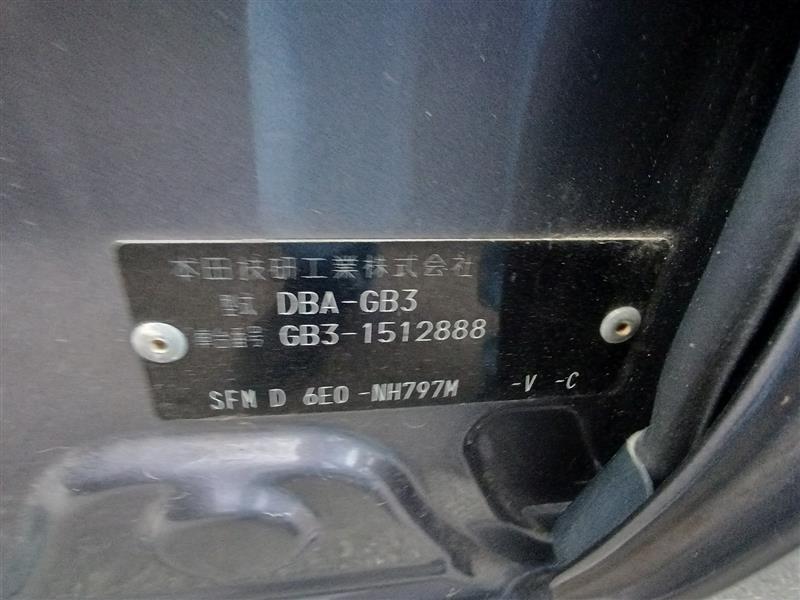 本田技研工業株式会社
型式 DBA-GB3
車台番号 GB3-1512888
SFM D 6E0 -NH797M -V -C